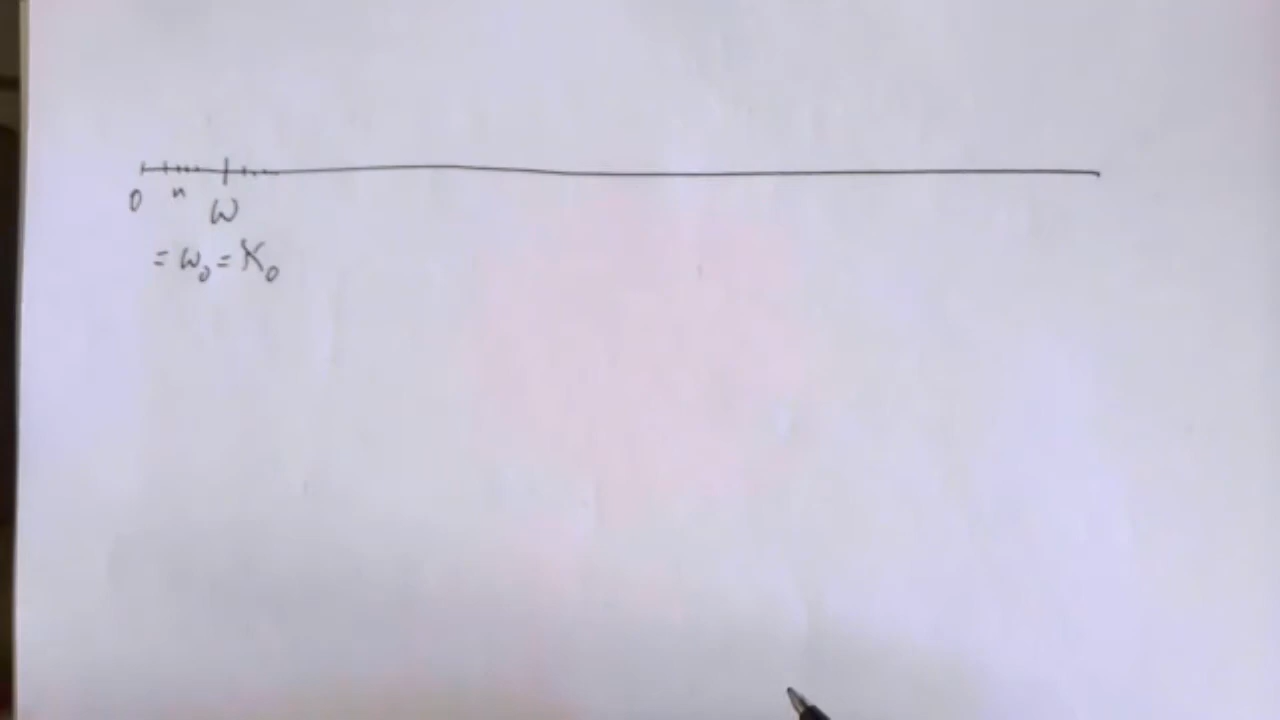 0 n ω
= ω₀ = ℵ₀